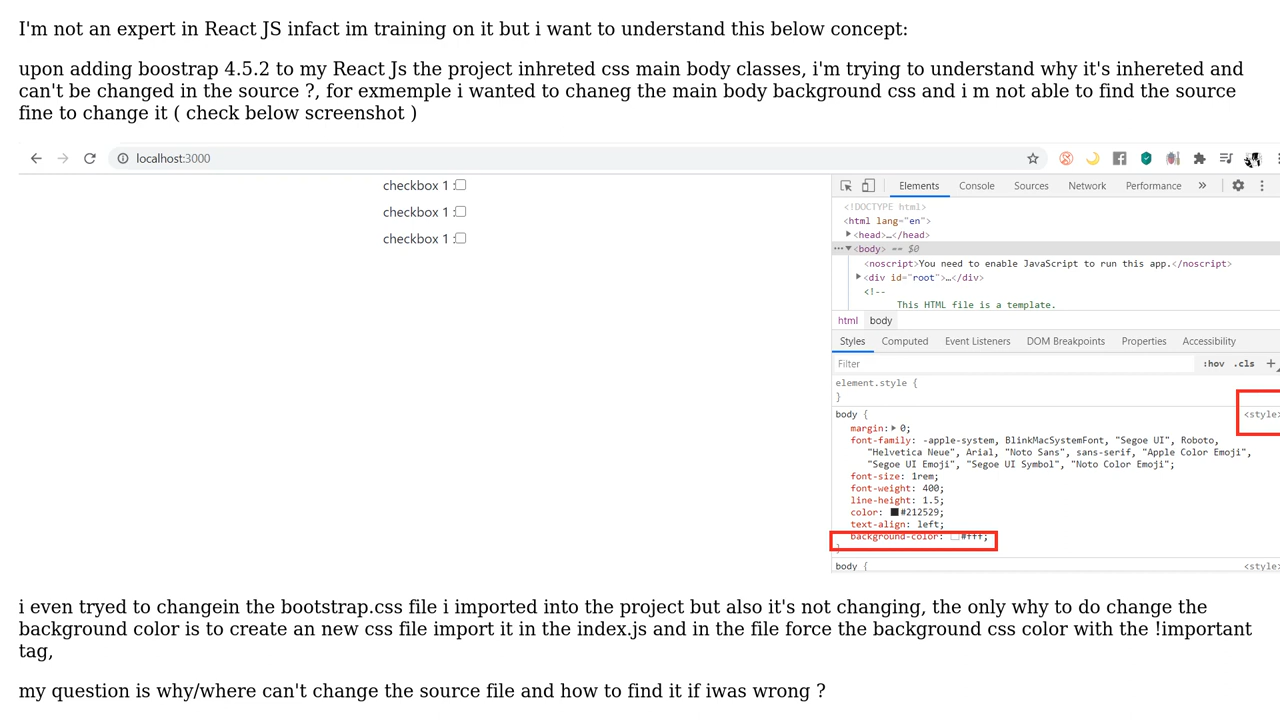 I'm not an expert in React JS infact im training on it but i want to understand this below concept:
upon adding boostrap 4.5.2 to my React Js the project inhreted css main body classes, i'm trying to understand why it's inhereted and
can't be changed in the source ?, for exmemple i wanted to chaneg the main body background css and i m not able to find the source
fine to change it ( check below screenshot )
localhost:3000
checkbox 1 :
checkbox 1 :
checkbox 1 :
Elements Console Sources Network Performance »
<!DOCTYPE html>
<html lang="en">
<head>…</head>
<body> == $0
<noscript>You need to enable JavaScript to run this app.</noscript>
<div id="root">…</div>
<!--
This HTML file is a template.
html body
Styles Computed Event Listeners DOM Breakpoints Properties Accessibility
Filter :hov .cls +
element.style {
}
body { <style>
margin: 0;
font-family: -apple-system, BlinkMacSystemFont, "Segoe UI", Roboto,
"Helvetica Neue", Arial, "Noto Sans", sans-serif, "Apple Color Emoji",
"Segoe UI Emoji", "Segoe UI Symbol", "Noto Color Emoji";
font-size: 1rem;
font-weight: 400;
line-height: 1.5;
color: #212529;
text-align: left;
background-color: #fff;
}
body { <style>
i even tryed to changein the bootstrap.css file i imported into the project but also it's not changing, the only why to do change the
background color is to create an new css file import it in the index.js and in the file force the background css color with the !important
tag,
my question is why/where can't change the source file and how to find it if iwas wrong ?